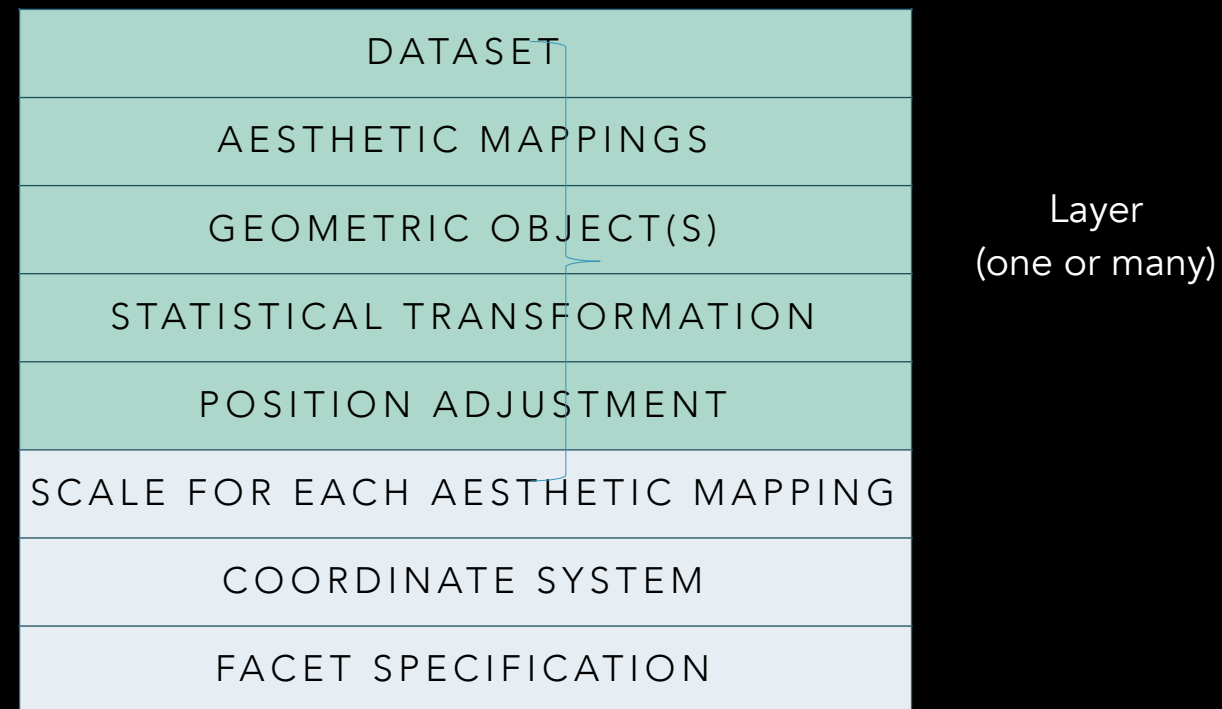 DATASET
AESTHETIC MAPPINGS
GEOMETRIC OBJECT(S)
STATISTICAL TRANSFORMATION
POSITION ADJUSTMENT
SCALE FOR EACH AESTHETIC MAPPING
COORDINATE SYSTEM
FACET SPECIFICATION
Layer
(one or many)